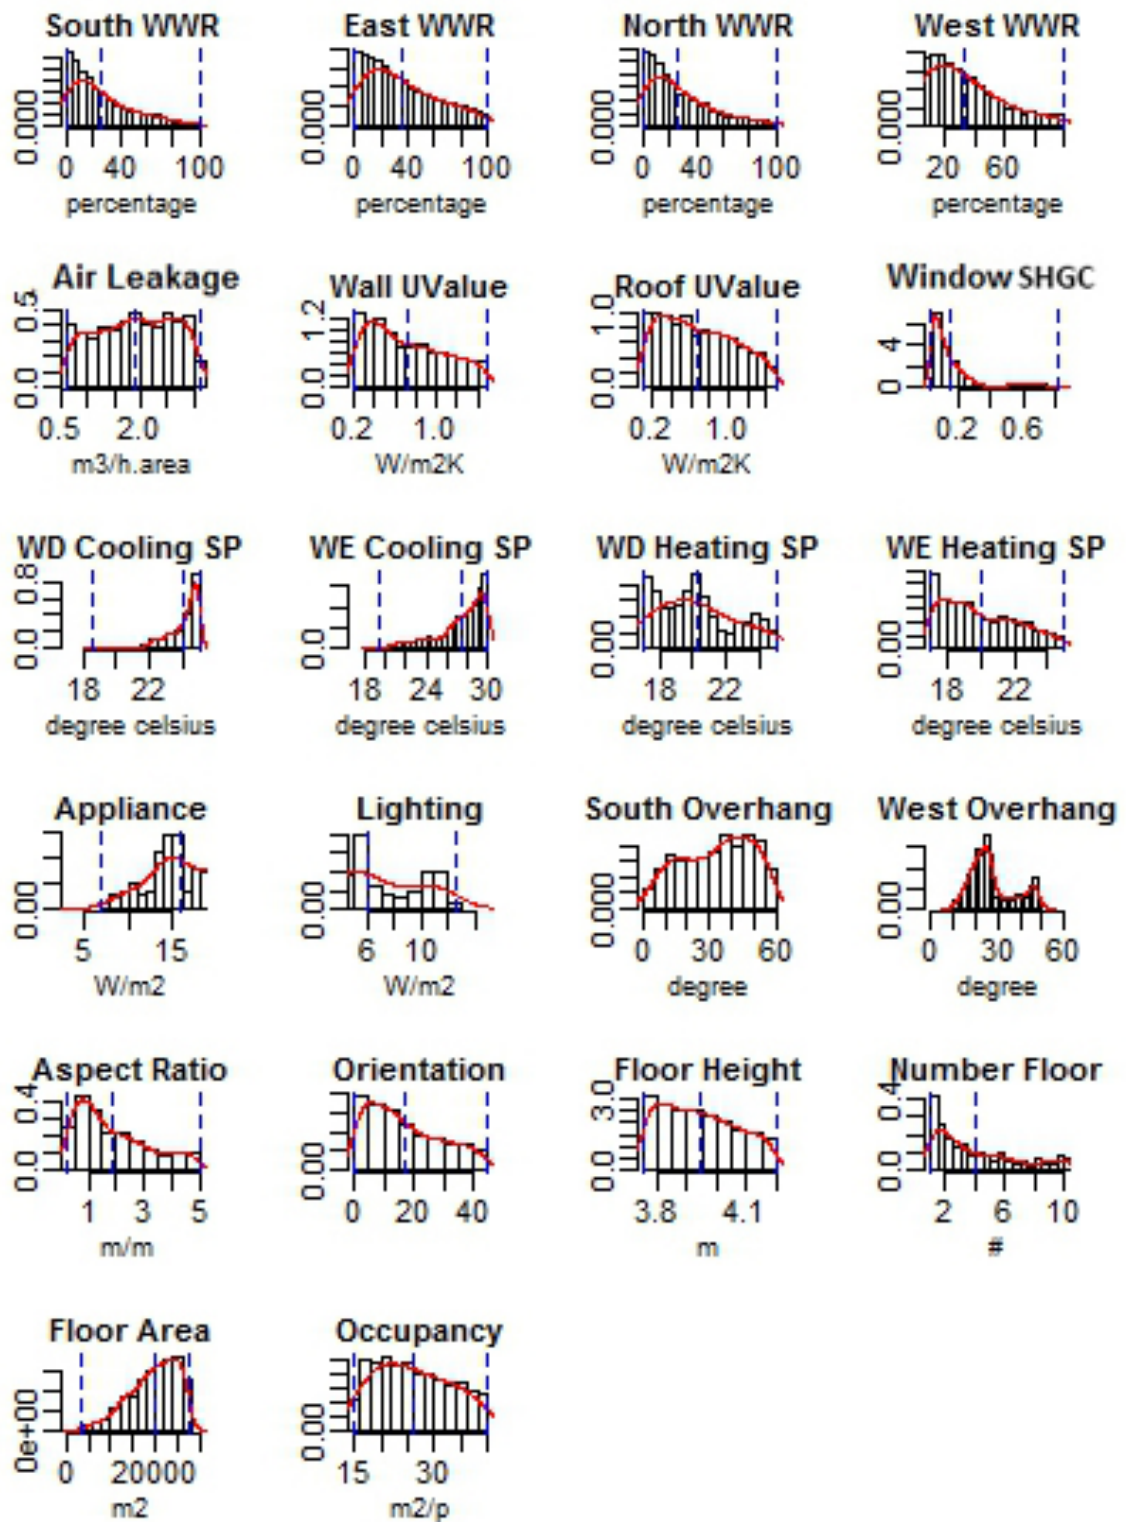 South WWR East WWR North WWR West WWR
0.000 0.000 0.000 0.000
0 40 100 0 40 100 0 40 100 20 60
percentage percentage percentage percentage
Air Leakage Wall UValue Roof UValue Window SHGC
0.0 0.5 0.0 1.2 0.0 1.0 0 4
0.5 2.0 0.2 1.0 0.2 1.0 0.2 0.6
m3/h.area W/m2K W/m2K
WD Cooling SP WE Cooling SP WD Heating SP WE Heating SP
0.0 0.8 0.0 0.00 0.00
18 22 18 24 30 18 22 18 22
degree celsius degree celsius degree celsius degree celsius
Appliance Lighting South Overhang West Overhang
0.00 0.00 0.000 0.00
5 15 6 10 0 30 60 0 30 60
W/m2 W/m2 degree degree
Aspect Ratio Orientation Floor Height Number Floor
0.0 0.4 0.00 0.0 3.0 0.0 0.4
1 3 5 0 20 40 3.8 4.1 2 6 10
m/m m #
Floor Area Occupancy
0e+00 0.00
0 20000 15 30
m2 m2/p